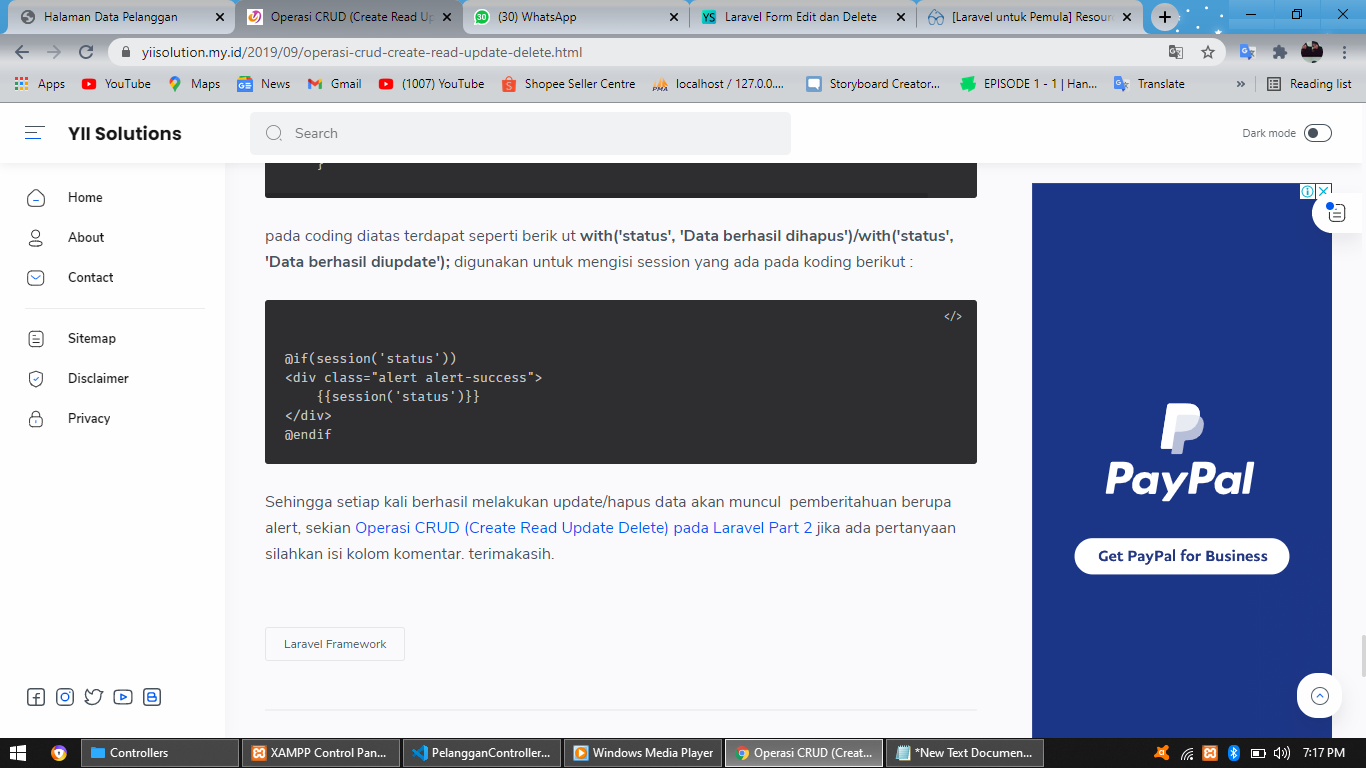 Halaman Data Pelanggan
Operasi CRUD (Create Read Up
(30) WhatsApp
Laravel Form Edit dan Delete
[Laravel untuk Pemula] Resour
yiisolution.my.id/2019/09/operasi-crud-create-read-update-delete.html
Apps YouTube Maps News Gmail (1007) YouTube Shopee Seller Centre localhost / 127.0.0.... Storyboard Creator... EPISODE 1 - 1 | Han... Translate » Reading list
YII Solutions
Search
Dark mode
Home
About
Contact
Sitemap
Disclaimer
Privacy
}
pada coding diatas terdapat seperti berik ut with('status', 'Data berhasil dihapus')/with('status',
'Data berhasil diupdate'); digunakan untuk mengisi session yang ada pada koding berikut :
</>
@if(session('status'))
<div class="alert alert-success">
{{session('status')}}
</div>
@endif
Sehingga setiap kali berhasil melakukan update/hapus data akan muncul pemberitahuan berupa
alert, sekian Operasi CRUD (Create Read Update Delete) pada Laravel Part 2 jika ada pertanyaan
silahkan isi kolom komentar. terimakasih.
Laravel Framework
PayPal
Get PayPal for Business
Controllers
XAMPP Control Pan...
PelangganController...
Windows Media Player
Operasi CRUD (Creat...
*New Text Documen...
7:17 PM